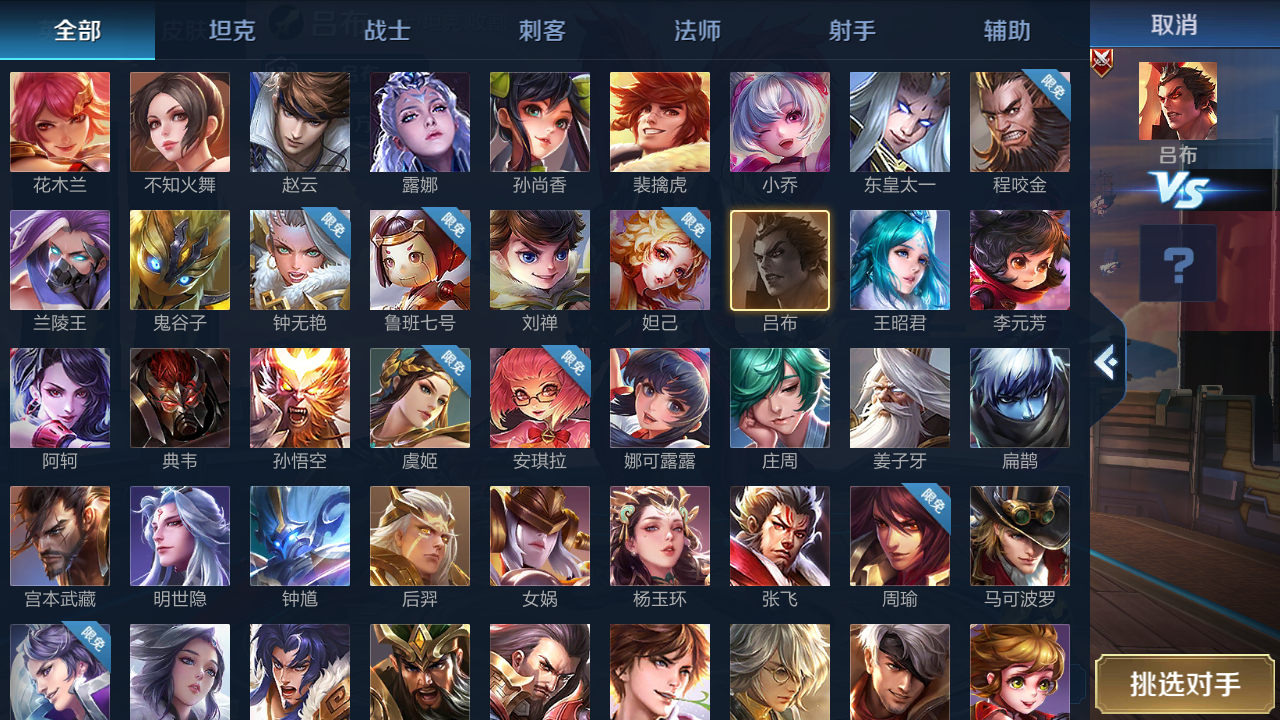 全部 坦克 战士 刺客 法师 射手 辅助 取消
限免
花木兰 不知火舞 赵云 露娜 孙尚香 裴擒虎 小乔 东皇太一 程咬金
吕布
VS
限免 限免 限免
?
兰陵王 鬼谷子 钟无艳 鲁班七号 刘禅 妲己 吕布 王昭君 李元芳
限免 限免
阿轲 典韦 孙悟空 虞姬 安琪拉 娜可露露 庄周 姜子牙 扁鹊
限免
宫本武藏 明世隐 钟馗 后羿 女娲 杨玉环 张飞 周瑜 马可波罗
限免
挑选对手